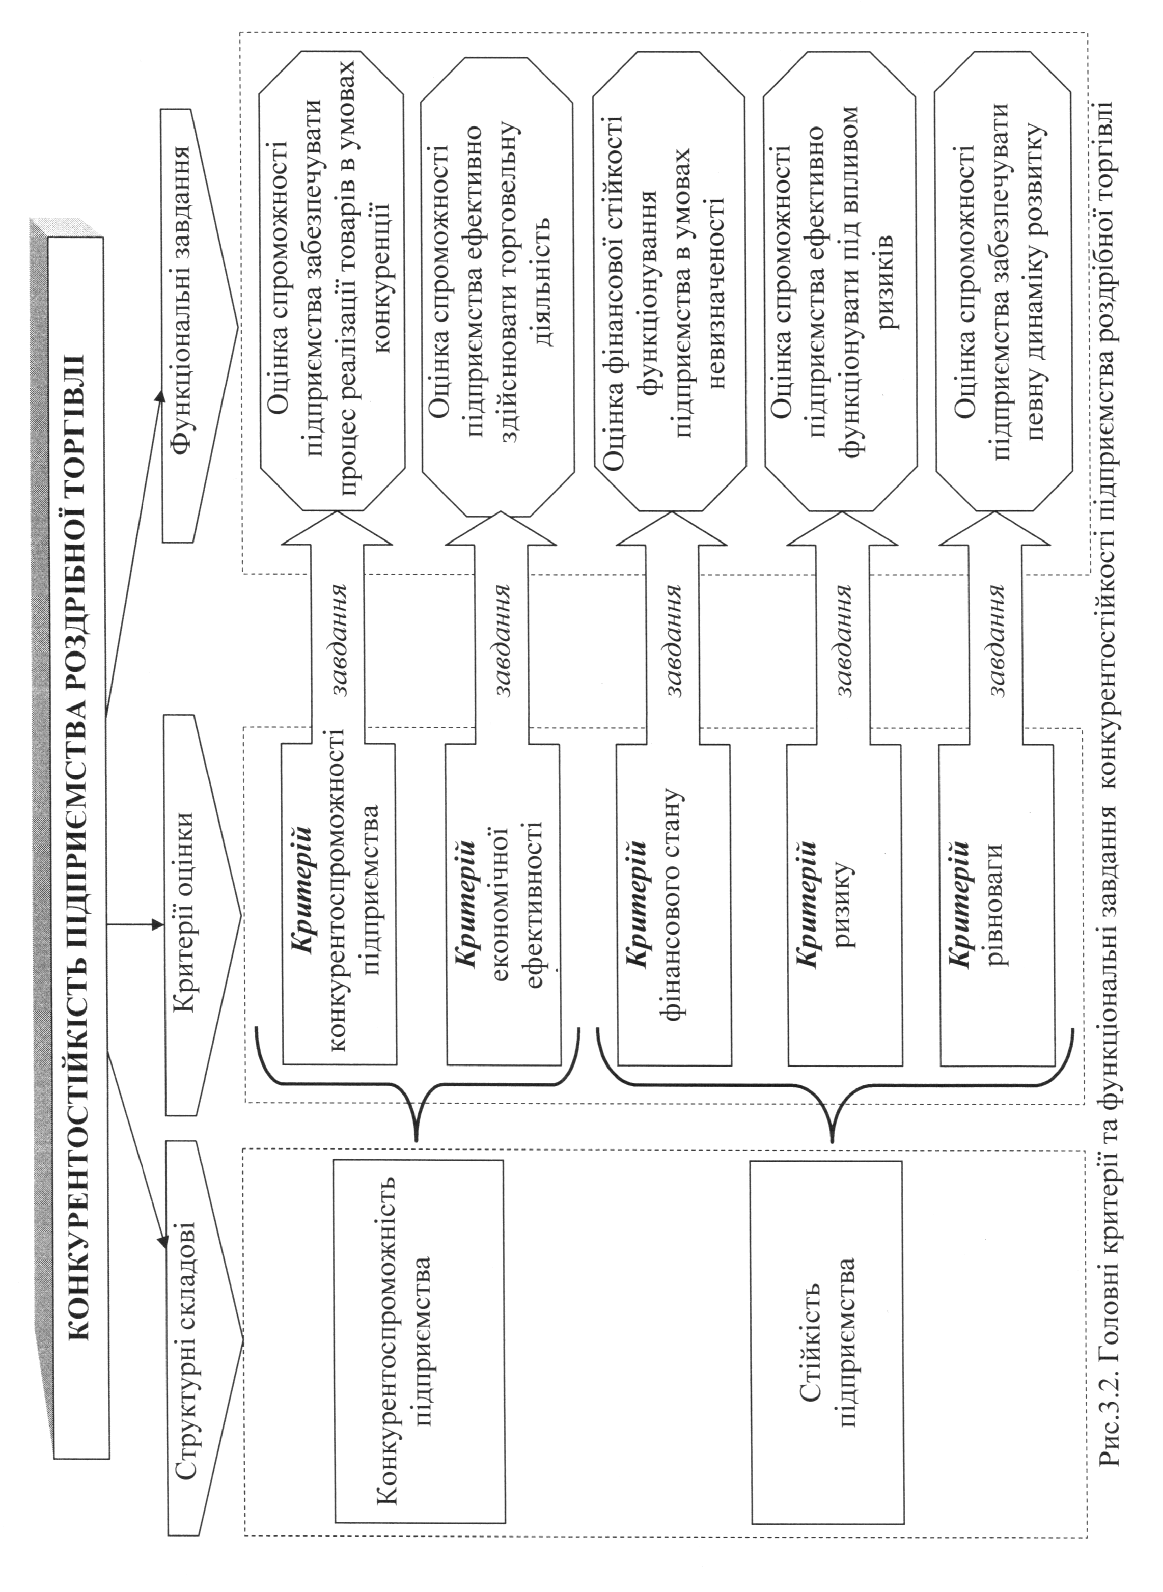 КОНКУРЕНТОСТІЙКІСТЬ ПІДПРИЄМСТВА РОЗДРІБНОЇ ТОРГІВЛІ
Структурні складові
Критерії оцінки
Функціональні завдання
Конкурентоспроможність
підприємства
Критерій
конкурентоспроможності
підприємства
завдання
Оцінка спроможності
підприємства забезпечувати
процес реалізації товарів в умовах
конкуренції
Критерій
економічної
ефективності
завдання
Оцінка спроможності
підприємства ефективно
здійснювати торговельну
діяльність
Стійкість
підприємства
Критерій
фінансового стану
завдання
Оцінка фінансової стійкості
функціонування
підприємства в умовах
невизначеності
Критерій
ризику
завдання
Оцінка спроможності
підприємства ефективно
функціонувати під впливом
ризиків
Критерій
рівноваги
завдання
Оцінка спроможності
підприємства забезпечувати
певну динаміку розвитку
Рис.3.2. Головні критерії та функціональні завдання конкурентостійкості підприємства роздрібної торгівлі